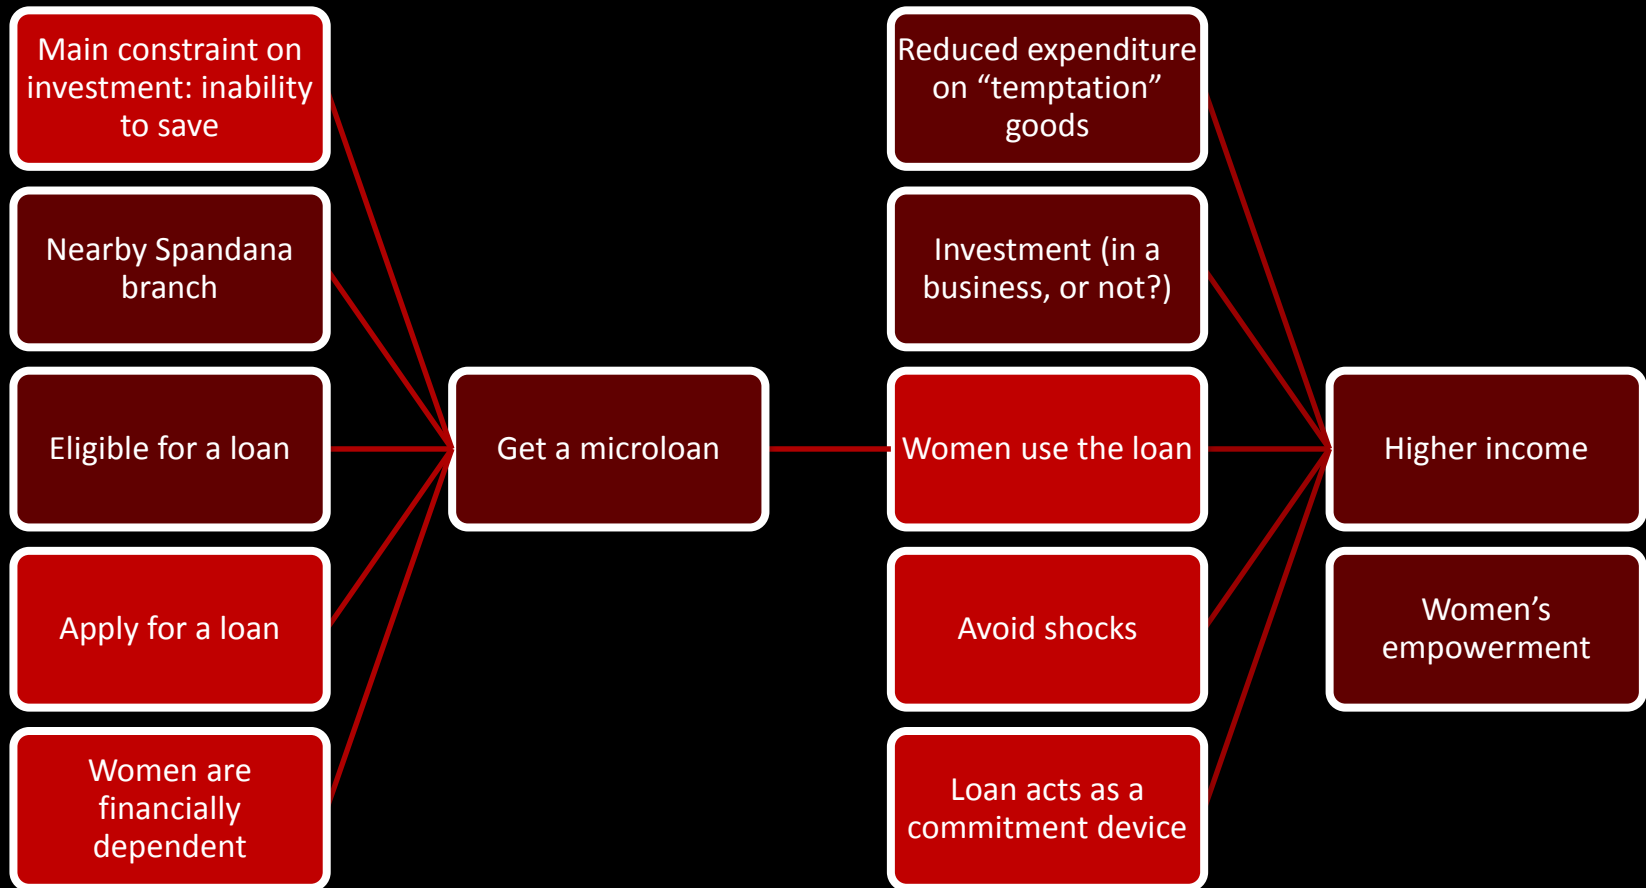 Main constraint on
investment: inability
to save
Nearby Spandana
branch
Eligible for a loan
Apply for a loan
Women are
financially
dependent
Get a microloan
Reduced expenditure
on “temptation”
goods
Investment (in a
business, or not?)
Women use the loan
Avoid shocks
Loan acts as a
commitment device
Higher income
Women’s
empowerment